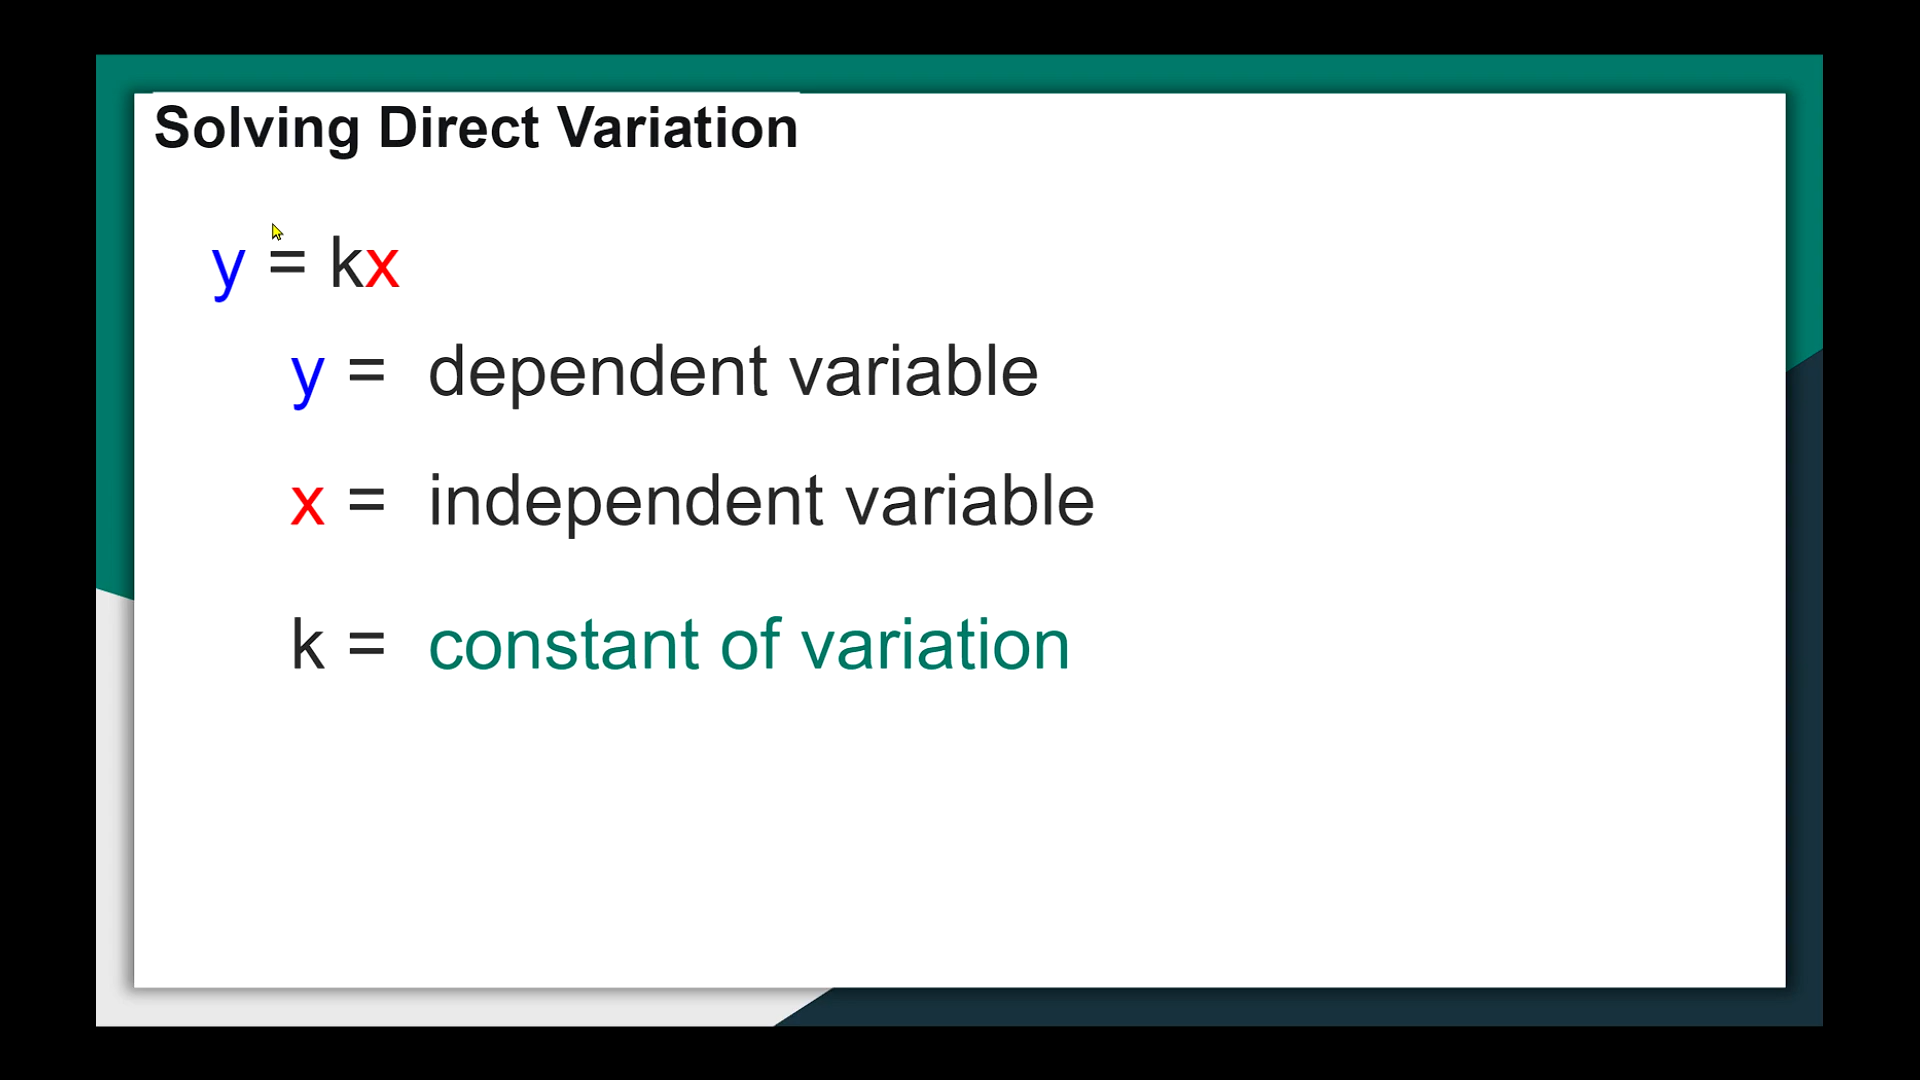 Solving Direct Variation
y = kx
y = dependent variable
x = independent variable
k = constant of variation